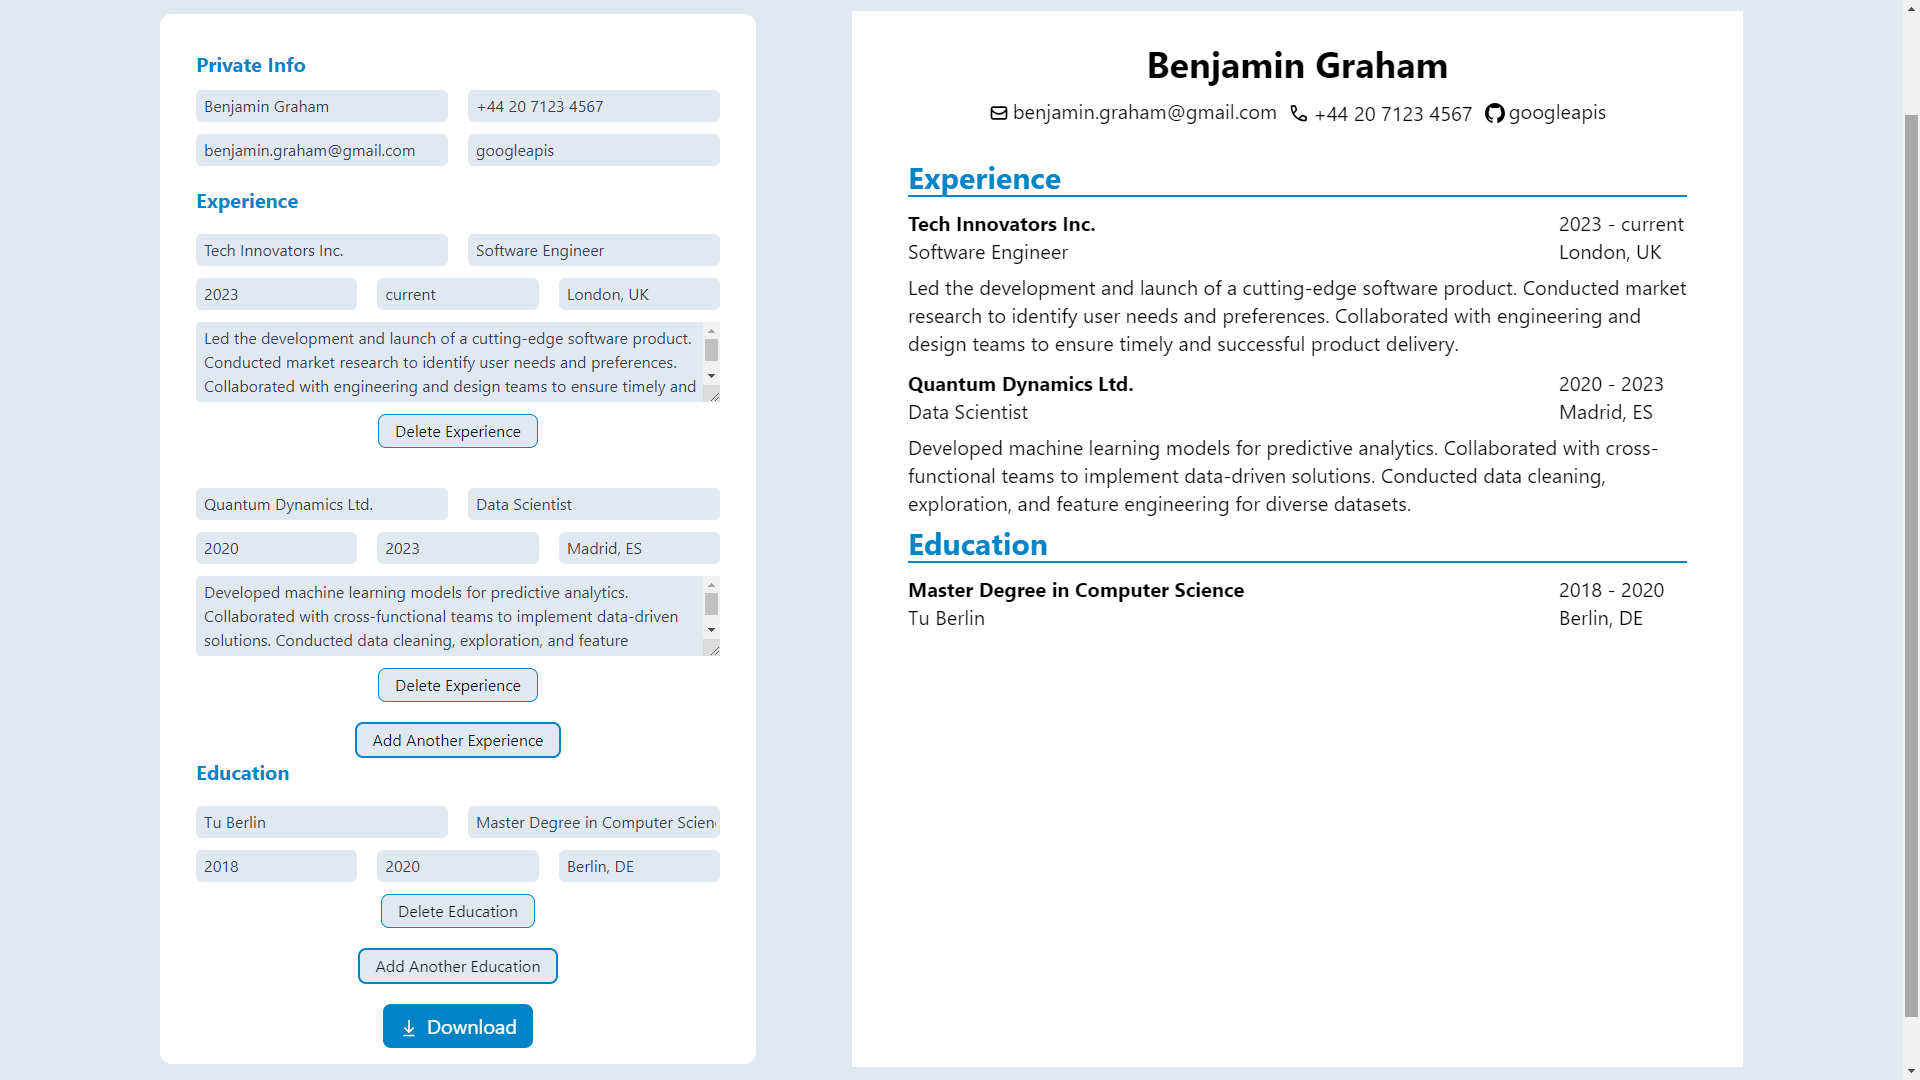 Private Info
Benjamin Graham
+44 20 7123 4567
benjamin.graham@gmail.com
googleapis
Experience
Tech Innovators Inc.
Software Engineer
2023
current
London, UK
Led the development and launch of a cutting-edge software product.
Conducted market research to identify user needs and preferences.
Collaborated with engineering and design teams to ensure timely and
Delete Experience
Quantum Dynamics Ltd.
Data Scientist
2020
2023
Madrid, ES
Developed machine learning models for predictive analytics.
Collaborated with cross-functional teams to implement data-driven
solutions. Conducted data cleaning, exploration, and feature
Delete Experience
Add Another Experience
Education
Tu Berlin
Master Degree in Computer Scien
2018
2020
Berlin, DE
Delete Education
Add Another Education
Download
Benjamin Graham
benjamin.graham@gmail.com +44 20 7123 4567 googleapis
Experience
Tech Innovators Inc. 2023 - current
Software Engineer London, UK
Led the development and launch of a cutting-edge software product. Conducted market
research to identify user needs and preferences. Collaborated with engineering and
design teams to ensure timely and successful product delivery.
Quantum Dynamics Ltd. 2020 - 2023
Data Scientist Madrid, ES
Developed machine learning models for predictive analytics. Collaborated with cross-
functional teams to implement data-driven solutions. Conducted data cleaning,
exploration, and feature engineering for diverse datasets.
Education
Master Degree in Computer Science 2018 - 2020
Tu Berlin Berlin, DE